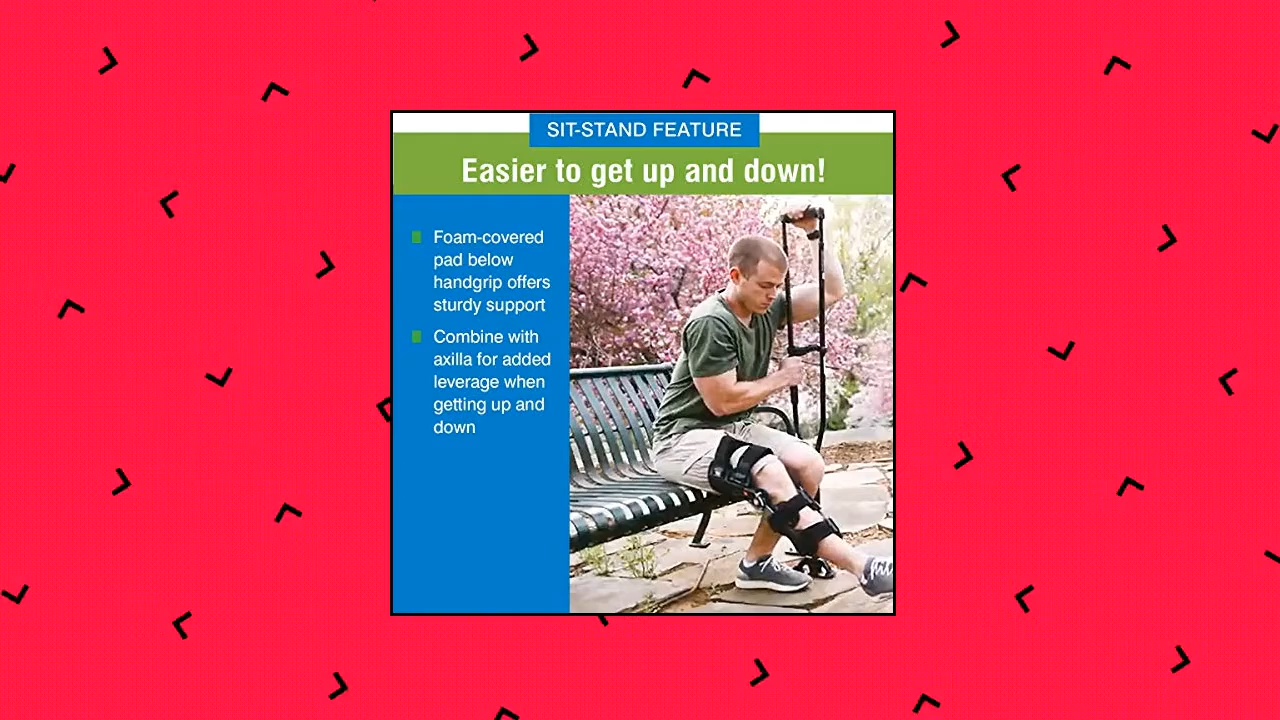 SIT-STAND FEATURE
Easier to get up and down!
Foam-covered
pad below
handgrip offers
sturdy support
Combine with
axilla for added
leverage when
getting up and
down